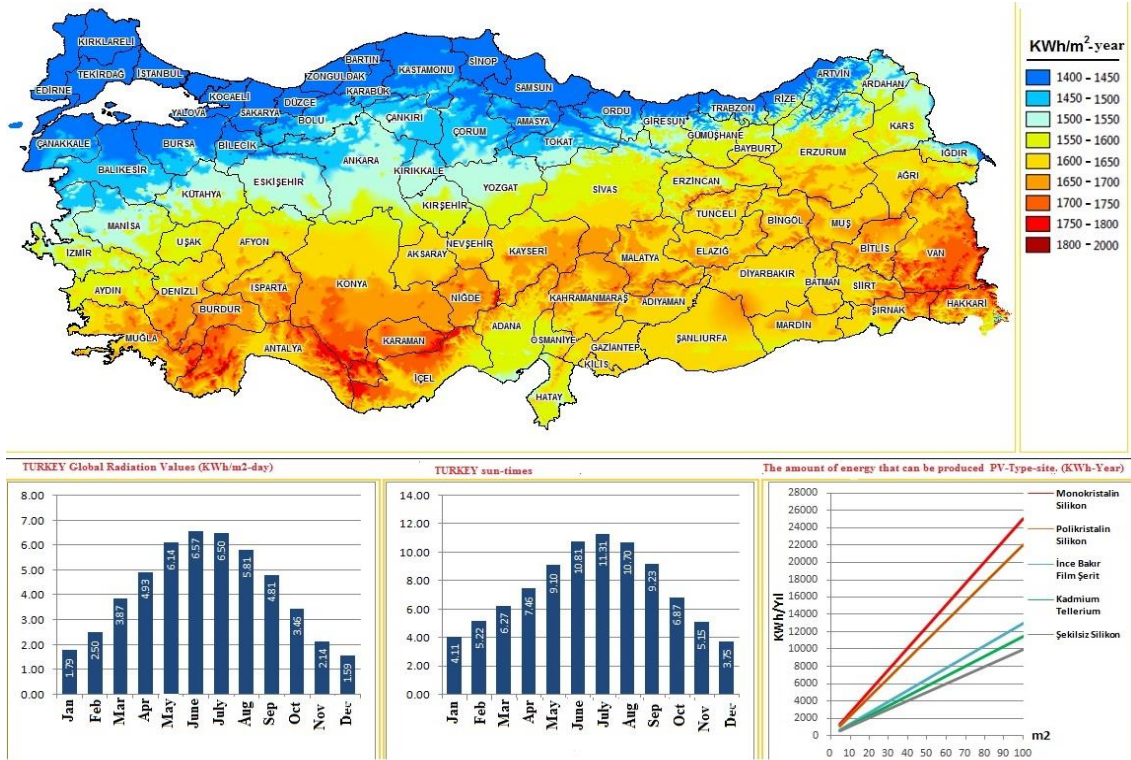 KIRKLARELİ
TEKİRDAĞ
İSTANBUL
EDİRNE
KOCAELİ
YALOVA
SAKARYA
DÜZCE
BOLU
ZONGULDAK
BARTIN
KARABÜK
KASTAMONU
SİNOP
SAMSUN
ÇANKIRI
ÇORUM
AMASYA
TOKAT
ORDU
GİRESUN
TRABZON
RİZE
ARTVİN
ARDAHAN
GÜMÜŞHANE
BAYBURT
KARS
IĞDIR
ERZURUM
AĞRI
ERZİNCAN
ÇANAKKALE
BURSA
BİLECİK
BALIKESİR
KÜTAHYA
ESKİŞEHİR
ANKARA
KIRIKKALE
YOZGAT
SİVAS
KIRŞEHİR
MANİSA
UŞAK
AFYON
İZMİR
AKSARAY
NEVŞEHİR
KAYSERİ
MALATYA
TUNCELİ
BİNGÖL
MUŞ
ELAZIĞ
BİTLİS
VAN
DİYARBAKIR
BATMAN
SİİRT
AYDIN
DENİZLİ
ISPARTA
BURDUR
KONYA
NİĞDE
KAHRAMANMARAŞ
ADIYAMAN
ŞIRNAK
HAKKARİ
MARDİN
ŞANLIURFA
GAZİANTEP
KİLİS
OSMANİYE
ADANA
MUĞLA
ANTALYA
KARAMAN
İÇEL
HATAY
KWh/m²-year
1400 - 1450
1450 - 1500
1500 - 1550
1550 - 1600
1600 - 1650
1650 - 1700
1700 - 1750
1750 - 1800
1800 - 2000
TURKEY Global Radiation Values (KWh/m2-day)
8.00
7.00
6.00
5.00
4.00
3.00
2.00
1.00
0.00
1.79
2.50
3.87
4.93
6.14
6.57
6.50
5.81
4.81
3.46
2.14
1.59
Jan
Feb
Mar
Apr
May
June
July
Aug
Sep
Oct
Nov
Dec
TURKEY sun-times
14.00
12.00
10.00
8.00
6.00
4.00
2.00
0.00
4.11
5.22
6.27
7.46
9.10
10.81
11.31
10.70
9.23
6.87
5.15
3.75
Jan
Feb
Mar
Apr
May
June
July
Aug
Sep
Oct
Nov
Dec
The amount of energy that can be produced PV-Type-site. (KWh-Year)
KWh/Yıl
28000
26000
24000
22000
20000
18000
16000
14000
12000
10000
8000
6000
4000
2000
0
0 10 20 30 40 50 60 70 80 90 100
m2
Monokristalin
Silikon
Polikristalin
Silikon
İnce Bakır
Film Şerit
Kadmium
Tellerium
Şekilsiz Silikon